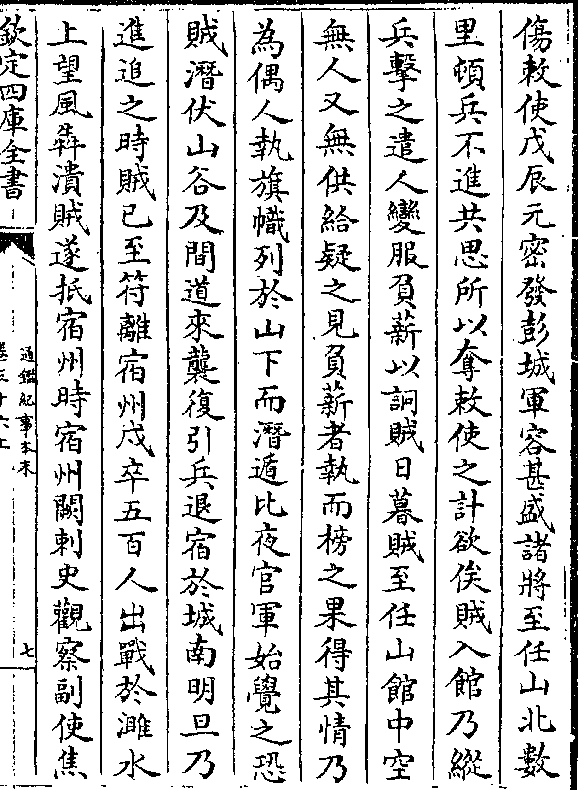 傷敕使戊辰元密發彭城軍容甚盛諸將至任山北數
里頓兵不進共思所以奪敕使之計欲俟賊入館乃縱
兵擊之遣人變服負薪以詗賊日暮賊至任山館中空
無人又無供給疑之見負薪者執而榜之果得其情乃
為偶人執旗幟列於山下而潛遁比夜官軍始覺之恐
賊潛伏山谷及間道來襲復引兵退宿於城南明旦乃
進追之時賊已至符離宿州戍卒五百人出戰於濉水
上望風犇潰賊遂抵宿州時宿州闕刺史觀察副使焦
欽定四庫全書
通鑑紀事本末
卷三十六上
七